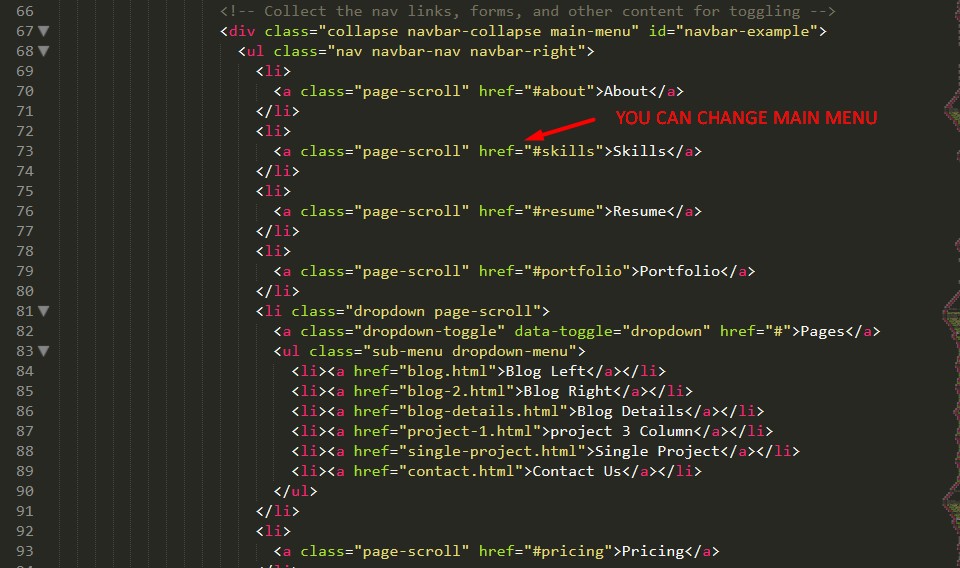 66 <!-- Collect the nav links, forms, and other content for toggling -->
67 <div class="collapse navbar-collapse main-menu" id="navbar-example">
68 <ul class="nav navbar-nav navbar-right">
69 <li>
70 <a class="page-scroll" href="#about">About</a>
71 </li>
YOU CAN CHANGE MAIN MENU
72 <li>
73 <a class="page-scroll" href="#skills">Skills</a>
74 </li>
75 <li>
76 <a class="page-scroll" href="#resume">Resume</a>
77 </li>
78 <li>
79 <a class="page-scroll" href="#portfolio">Portfolio</a>
80 </li>
81 <li class="dropdown page-scroll">
82 <a class="dropdown-toggle" data-toggle="dropdown" href="#">Pages</a>
83 <ul class="sub-menu dropdown-menu">
84 <li><a href="blog.html">Blog Left</a></li>
85 <li><a href="blog-2.html">Blog Right</a></li>
86 <li><a href="blog-details.html">Blog Details</a></li>
87 <li><a href="project-1.html">project 3 Column</a></li>
88 <li><a href="single-project.html">Single Project</a></li>
89 <li><a href="contact.html">Contact Us</a></li>
90 </ul>
91 </li>
92 <li>
93 <a class="page-scroll" href="#pricing">Pricing</a>